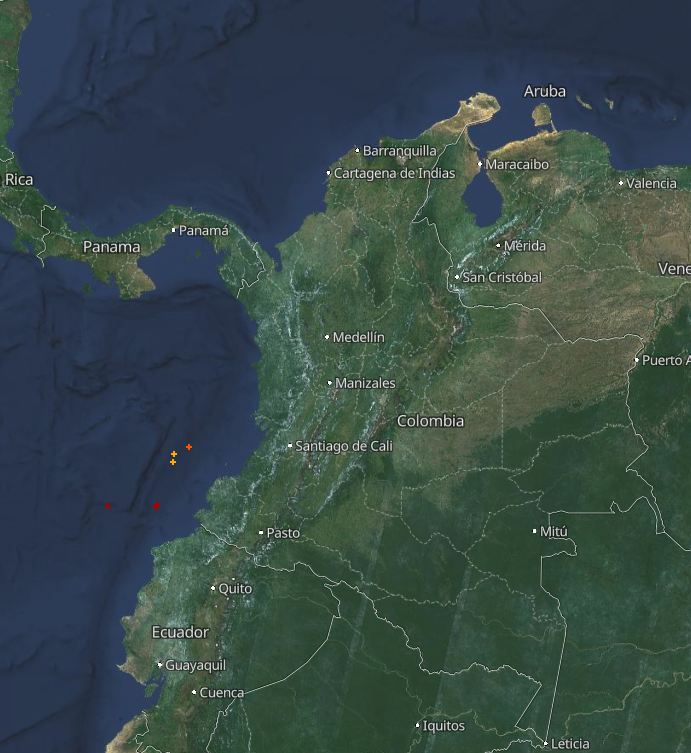 Aruba
Barranquilla
Maracaibo
Cartagena de Indias
Rica
Valencia
Panamá
Panama
Mérida
Vene
San Cristóbal
Medellín
Puerto A
Manizales
Colombia
Santiago de Cali
Pasto
Mitú
Quito
Ecuador
Guayaquil
Cuenca
Iquitos
Leticia